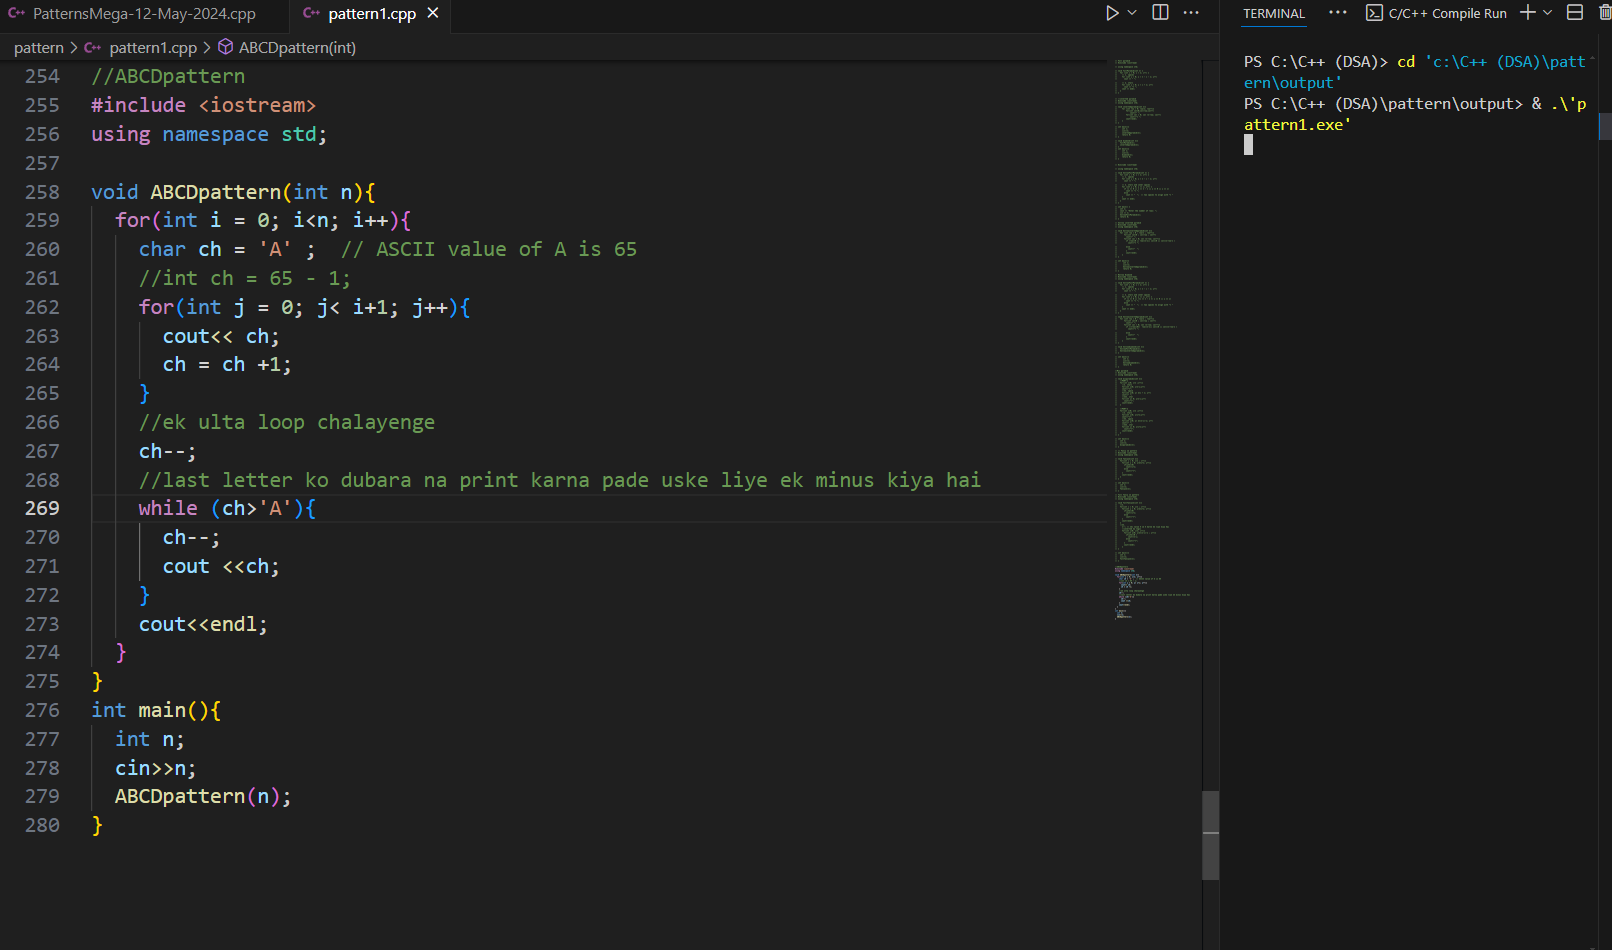 PatternsMega-12-May-2024.cpp
pattern1.cpp
pattern > pattern1.cpp > ABCDpattern(int)
254 //ABCDpattern
255 #include <iostream>
256 using namespace std;
257
258 void ABCDpattern(int n){
259 for(int i = 0; i<n; i++){
260 char ch = 'A' ;  // ASCII value of A is 65
261 //int ch = 65 - 1;
262 for(int j = 0; j< i+1; j++){
263 cout<< ch;
264 ch = ch +1;
265 }
266 //ek ulta loop chalayenge
267 ch--;
268 //last letter ko dubara na print karna pade uske liye ek minus kiya hai
269 while (ch>'A'){
270 ch--;
271 cout <<ch;
272 }
273 cout<<endl;
274 }
275 }
276 int main(){
277 int n;
278 cin>>n;
279 ABCDpattern(n);
280 }
TERMINAL
C/C++ Compile Run
PS C:\C++ (DSA)> cd 'c:\C++ (DSA)\patt
ern\output'
PS C:\C++ (DSA)\pattern\output> & .\'p
attern1.exe'